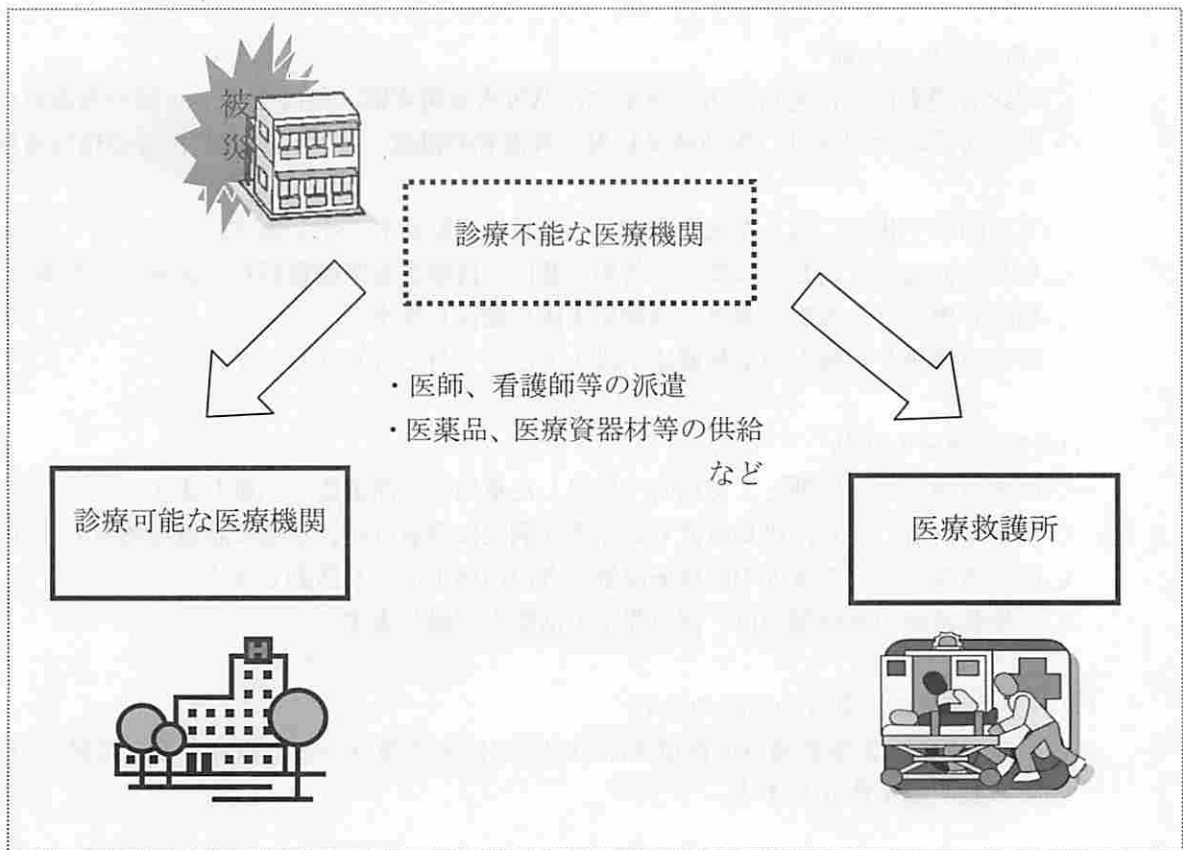 被
災
診療不能な医療機関
・医師、看護師等の派遣
・医薬品、医療資器材等の供給
など
診療可能な医療機関
医療救護所
H